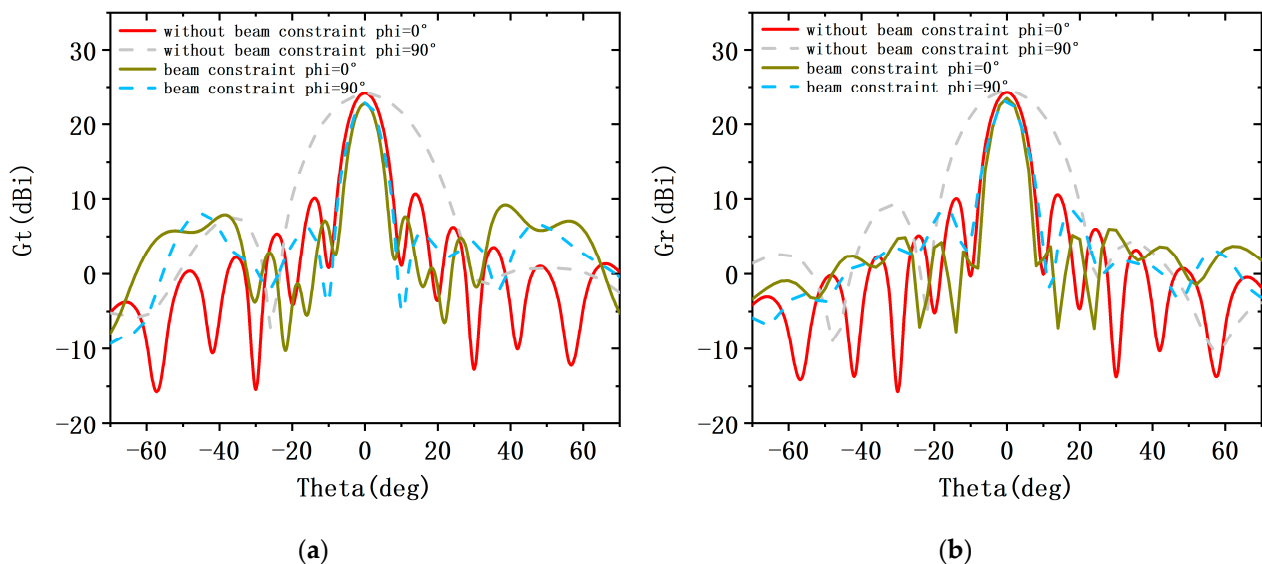 without beam constraint phi=0°
without beam constraint phi=90°
beam constraint phi=0°
beam constraint phi=90°
Gt(dBi)
30
20
10
0
−10
−20
−60 −40 −20 0 20 40 60
Theta(deg)
(a)
without beam constraint phi=0°
without beam constraint phi=90°
beam constraint phi=0°
beam constraint phi=90°
Gr(dBi)
30
20
10
0
−10
−20
−60 −40 −20 0 20 40 60
Theta(deg)
(b)